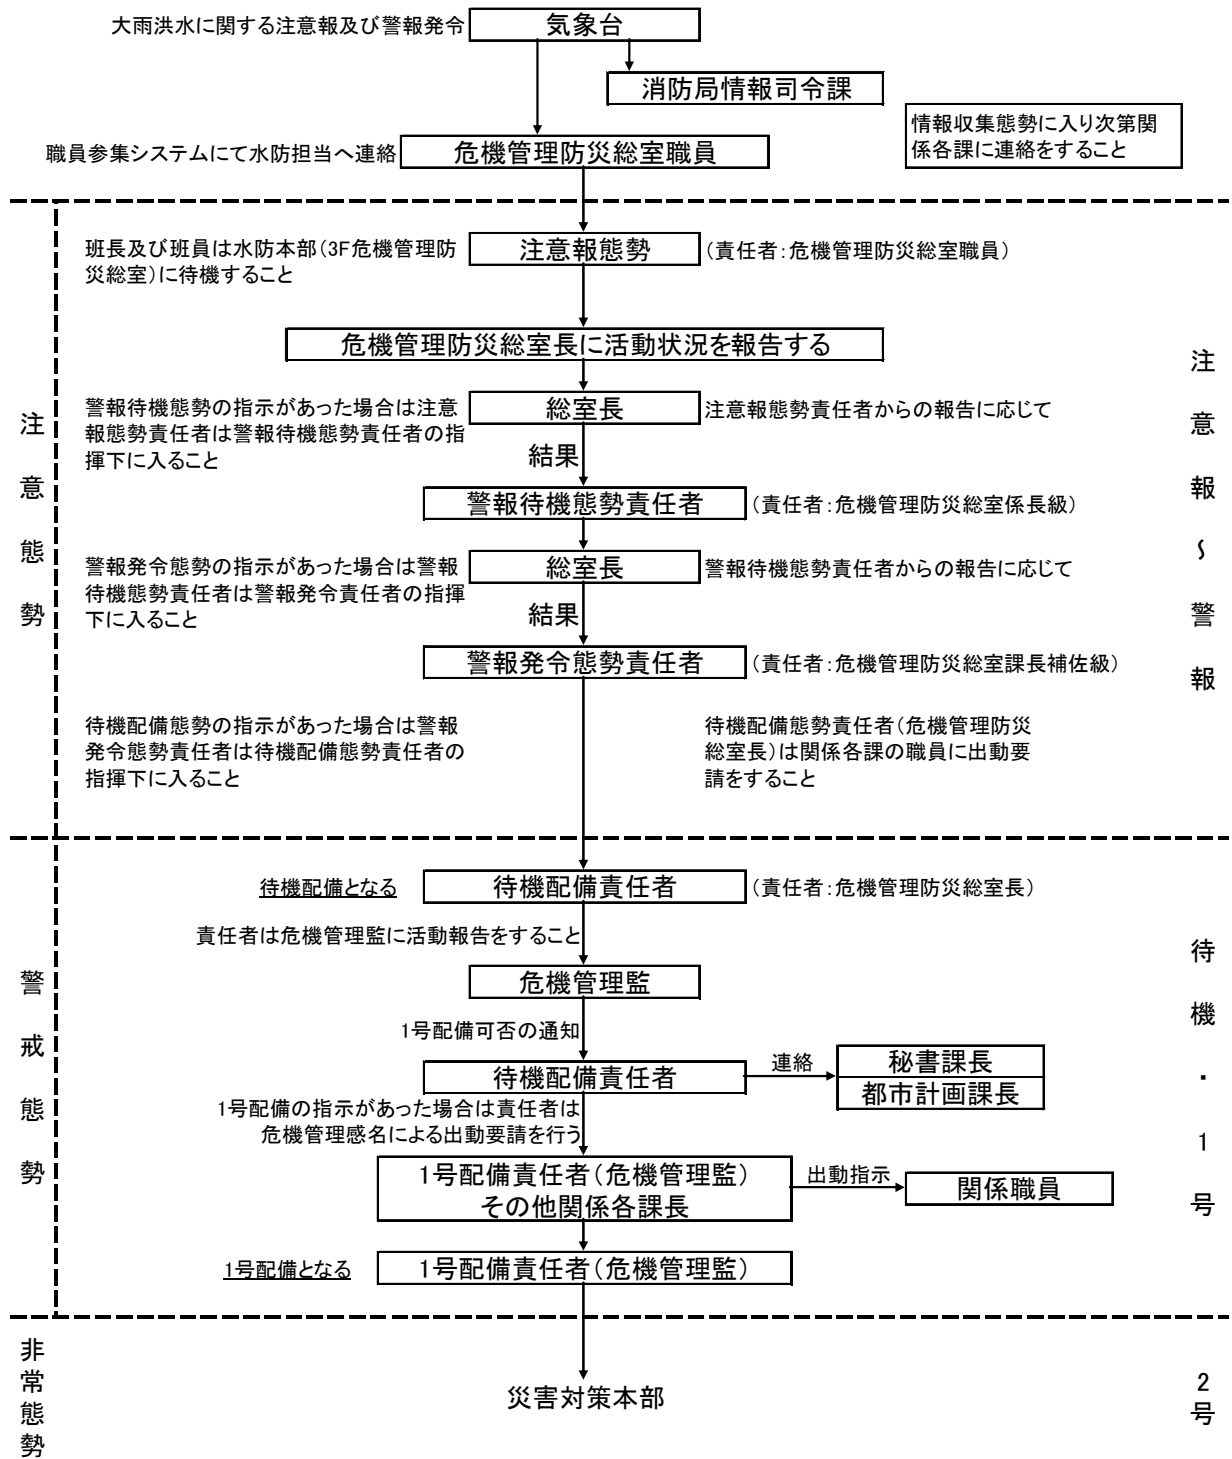 大雨洪水に関する注意報及び警報発令
気象台
消防局情報司令課
情報収集態勢に入り次第関
係各課に連絡をすること
職員参集システムにて水防担当へ連絡
危機管理防災総室職員
注意態勢
注意報～警報
班長及び班員は水防本部(3F危機管理防
災総室)に待機すること
注意報態勢
(責任者:危機管理防災総室職員)
危機管理防災総室長に活動状況を報告する
警報待機態勢の指示があった場合は注意
報態勢責任者は警報待機態勢責任者の指
揮下に入ること
総室長
注意報態勢責任者からの報告に応じて
結果
警報待機態勢責任者
(責任者:危機管理防災総室係長級)
警報発令態勢の指示があった場合は警報
待機態勢責任者は警報発令責任者の指揮
下に入ること
総室長
警報待機態勢責任者からの報告に応じて
結果
警報発令態勢責任者
(責任者:危機管理防災総室課長補佐級)
待機配備態勢の指示があった場合は警報
発令態勢責任者は待機配備態勢責任者の
指揮下に入ること
待機配備態勢責任者(危機管理防災
総室長)は関係各課の職員に出動要
請をすること
警戒態勢
待機・1号
待機配備となる
待機配備責任者
(責任者:危機管理防災総室長)
責任者は危機管理監に活動報告をすること
危機管理監
1号配備可否の通知
待機配備責任者
連絡
秘書課長
都市計画課長
1号配備の指示があった場合は責任者は
危機管理感名による出動要請を行う
1号配備責任者(危機管理監)
その他関係各課長
出動指示
関係職員
1号配備となる
1号配備責任者(危機管理監)
非常態勢
2号
災害対策本部